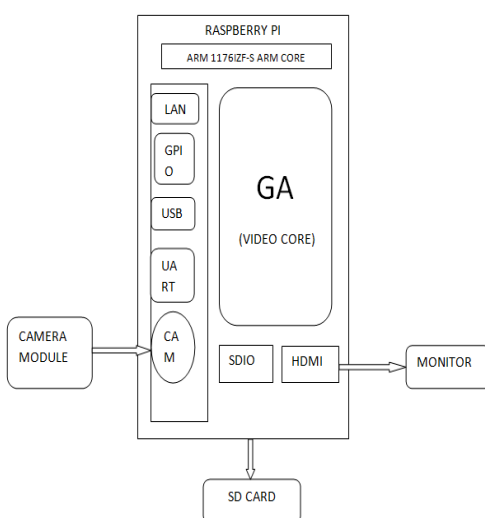 RASPBERRY PI
ARM 1176IZF-S ARM CORE
LAN
GPI
O
USB
UA
RT
CA
M
GA
(VIDEO CORE)
SDIO
HDMI
CAMERA
MODULE
MONITOR
SD CARD